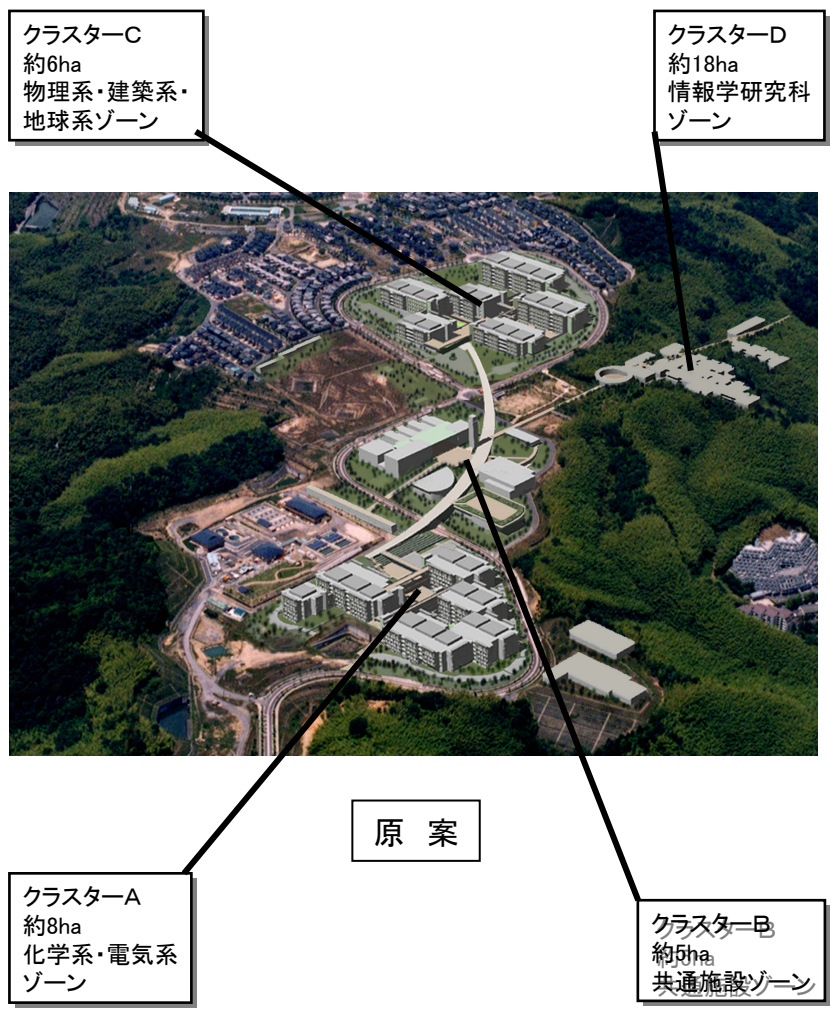 クラスターC
約6ha
物理系・建築系・
地球系ゾーン
クラスターD
約18ha
情報学研究科
ゾーン
原 案
クラスターA
約8ha
化学系・電気系
ゾーン
クラスターB
約5ha
共通施設ゾーン